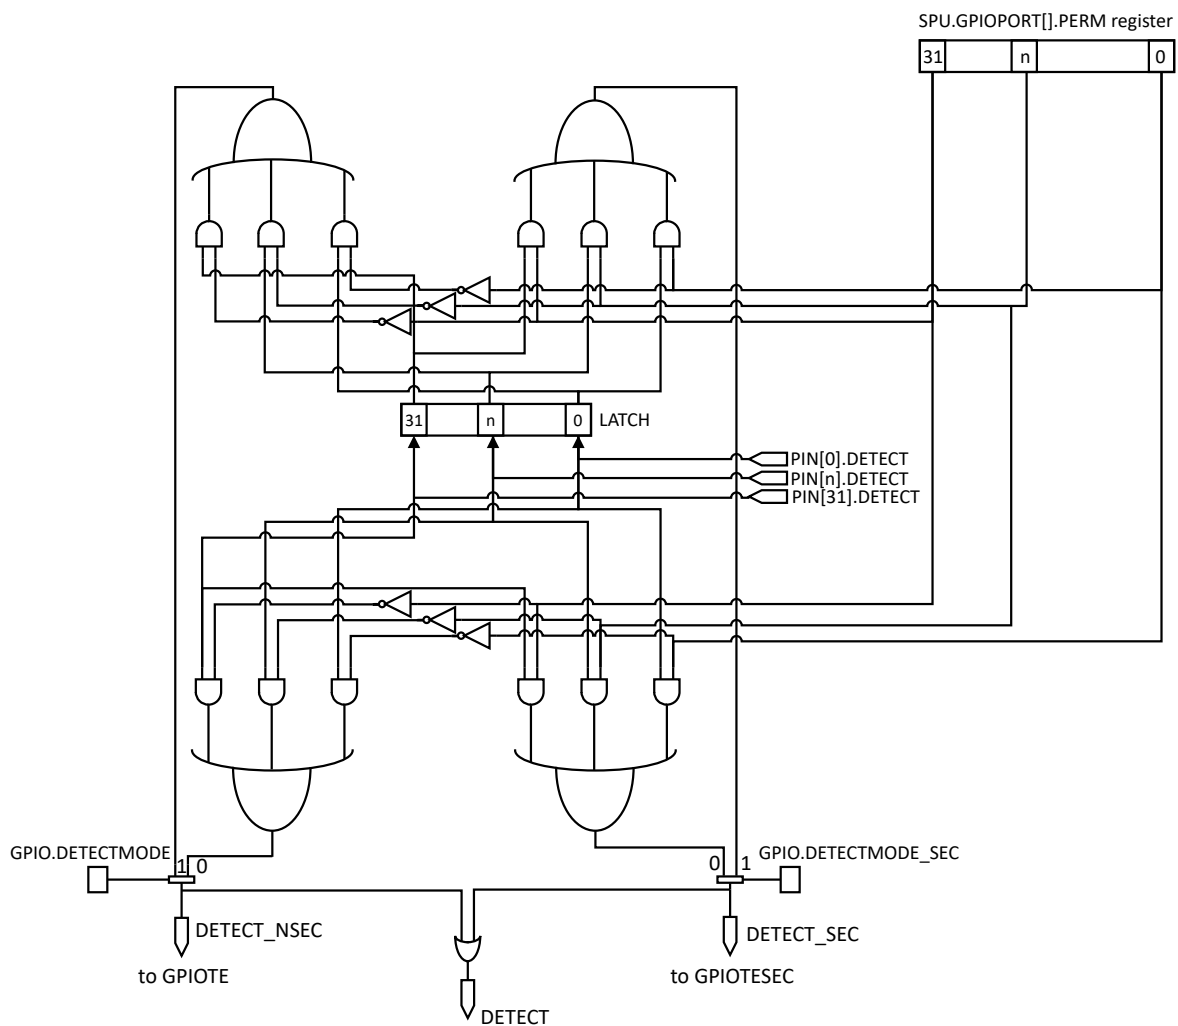 SPU.GPIOPORT[].PERM register
31 n 0
31 n 0 LATCH
PIN[0].DETECT
PIN[n].DETECT
PIN[31].DETECT
GPIO.DETECTMODE 1 0
0 1 GPIO.DETECTMODE_SEC
DETECT_NSEC
DETECT_SEC
to GPIOTE
to GPIOTESEC
DETECT